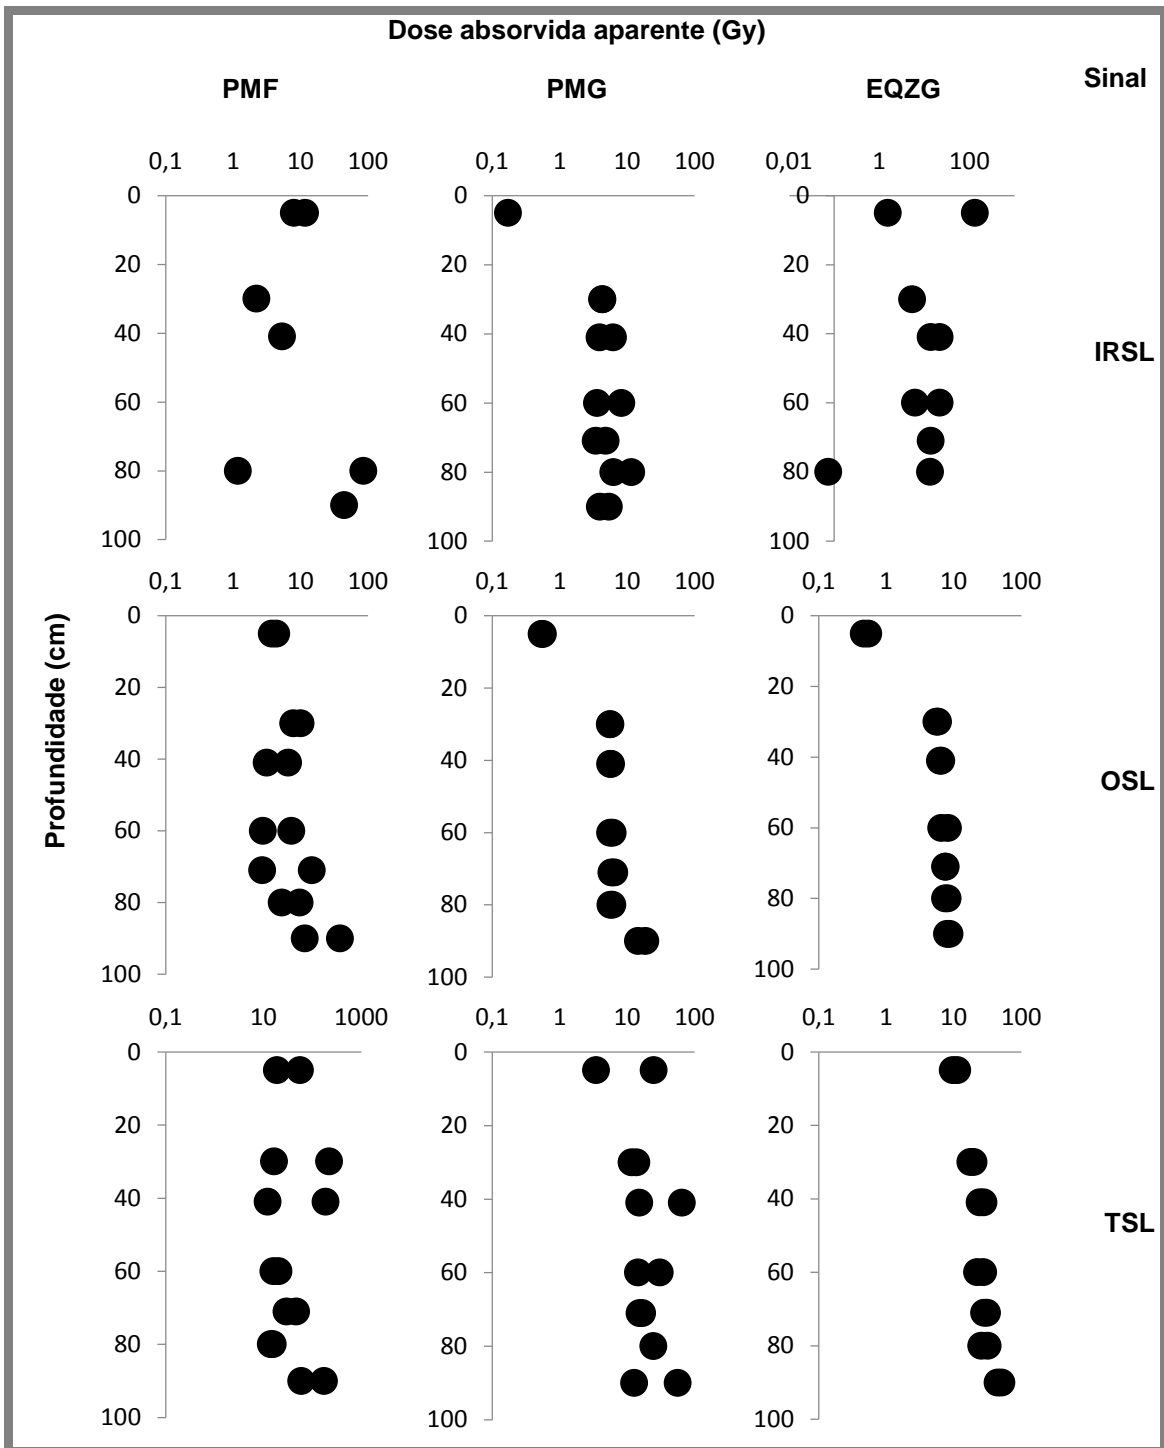 Dose absorvida aparente (Gy)
PMF PMG EQZG Sinal
0,1 1 10 100 0,1 1 10 100 0,01 1 100
0 0 0
20 20 20
40 40 40
IRSL
60 60 60
80 80 80
100 100 100
0,1 1 10 100 0,1 1 10 100 0,1 1 10 100
0 0 0
20 20 20
40 40 40
Profundidade (cm)
OSL
60 60 60
80 80 80
100 100 100
0,1 10 1000 0,1 1 10 100 0,1 1 10 100
0 0 0
20 20 20
40 40 40
TSL
60 60 60
80 80 80
100 100 100